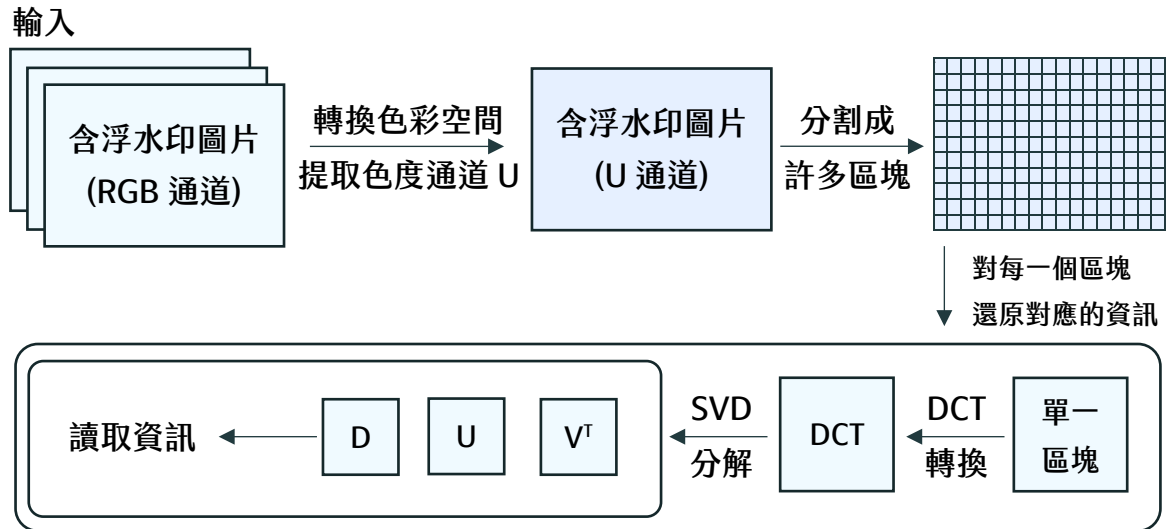 輸入
含浮水印圖片
(RGB 通道)
轉換色彩空間
提取色度通道 U
含浮水印圖片
(U 通道)
分割成
許多區塊
對每一個區塊
還原對應的資訊
單一
區塊
DCT
轉換
DCT
SVD
分解
D
U
Vᵀ
讀取資訊